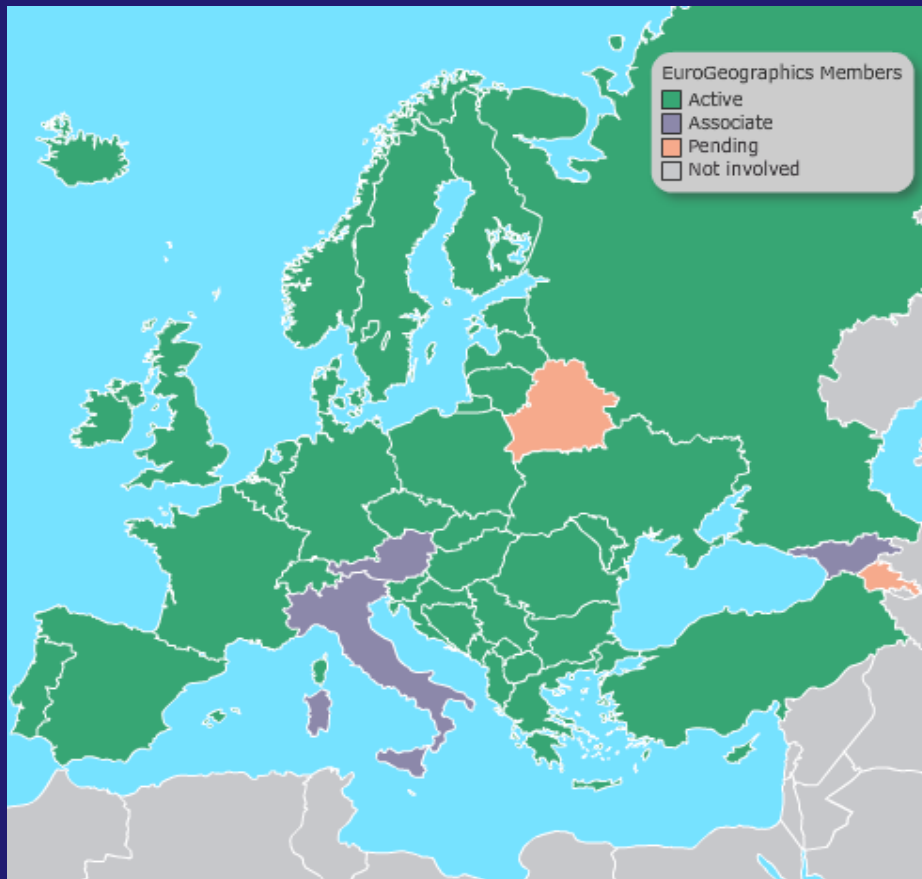 EuroGeographics Members
Active
Associate
Pending
Not involved